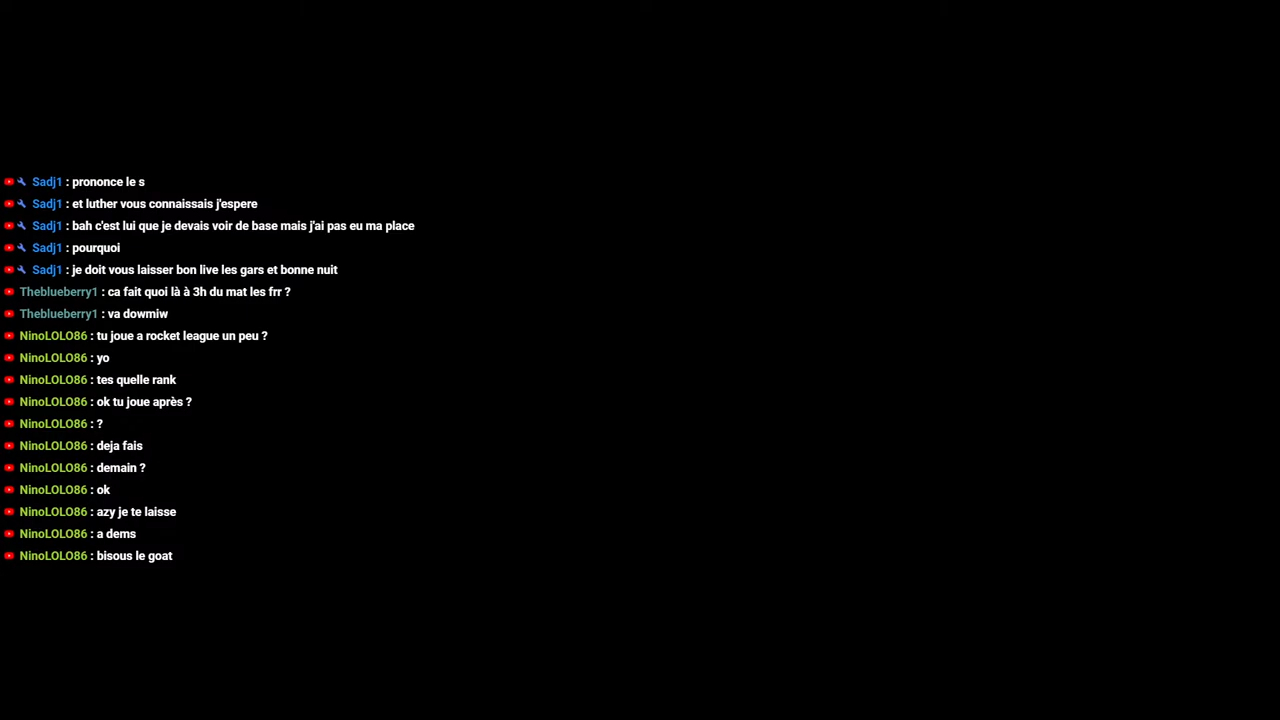 Sadj1 : prononce le s
Sadj1 : et luther vous connaissais j'espere
Sadj1 : bah c'est lui que je devais voir de base mais j'ai pas eu ma place
Sadj1 : pourquoi
Sadj1 : je doit vous laisser bon live les gars et bonne nuit
Theblueberry1 : ca fait quoi là à 3h du mat les frr ?
Theblueberry1 : va dowmiw
NinoLOLO86 : tu joue a rocket league un peu ?
NinoLOLO86 : yo
NinoLOLO86 : tes quelle rank
NinoLOLO86 : ok tu joue après ?
NinoLOLO86 : ?
NinoLOLO86 : deja fais
NinoLOLO86 : demain ?
NinoLOLO86 : ok
NinoLOLO86 : azy je te laisse
NinoLOLO86 : a dems
NinoLOLO86 : bisous le goat